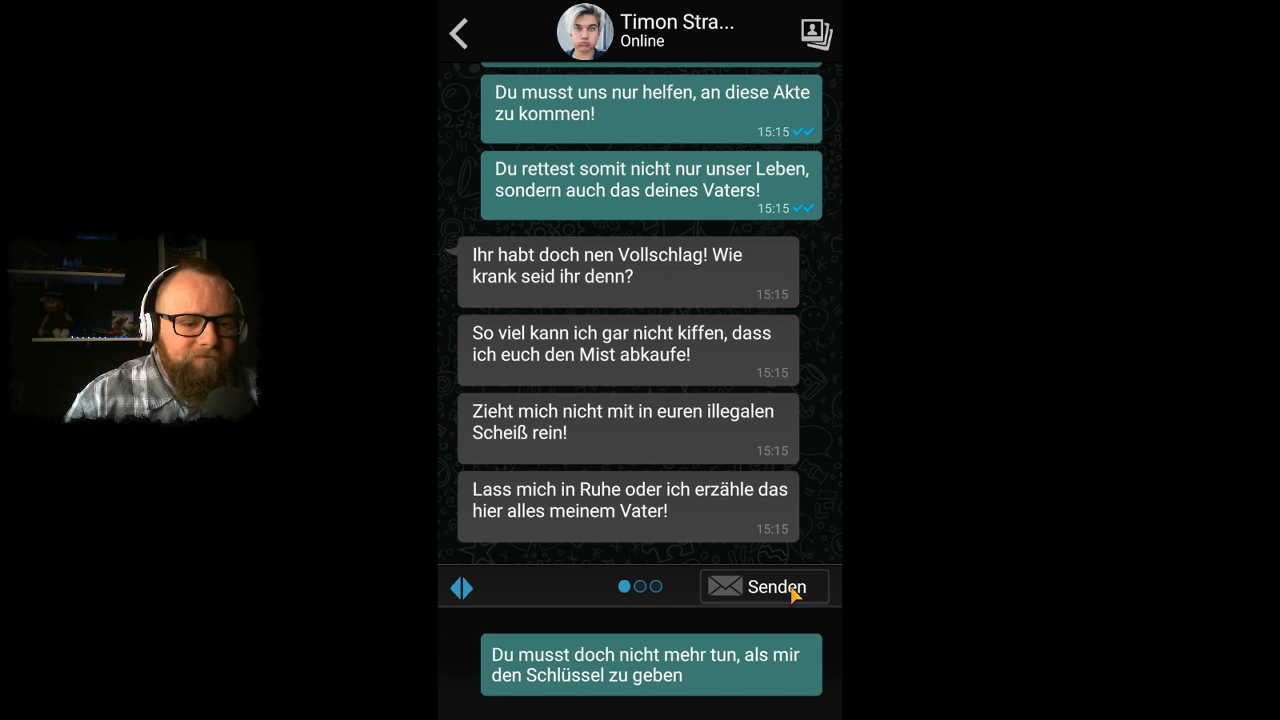 Timon Stra...
Online
Du musst uns nur helfen, an diese Akte
zu kommen!
15:15
Du rettest somit nicht nur unser Leben,
sondern auch das deines Vaters!
15:15
Ihr habt doch nen Vollschlag! Wie
krank seid ihr denn?
15:15
So viel kann ich gar nicht kiffen, dass
ich euch den Mist abkaufe!
15:15
Zieht mich nicht mit in euren illegalen
Scheiß rein!
15:15
Lass mich in Ruhe oder ich erzähle das
hier alles meinem Vater!
15:15
Senden
Du musst doch nicht mehr tun, als mir
den Schlüssel zu geben